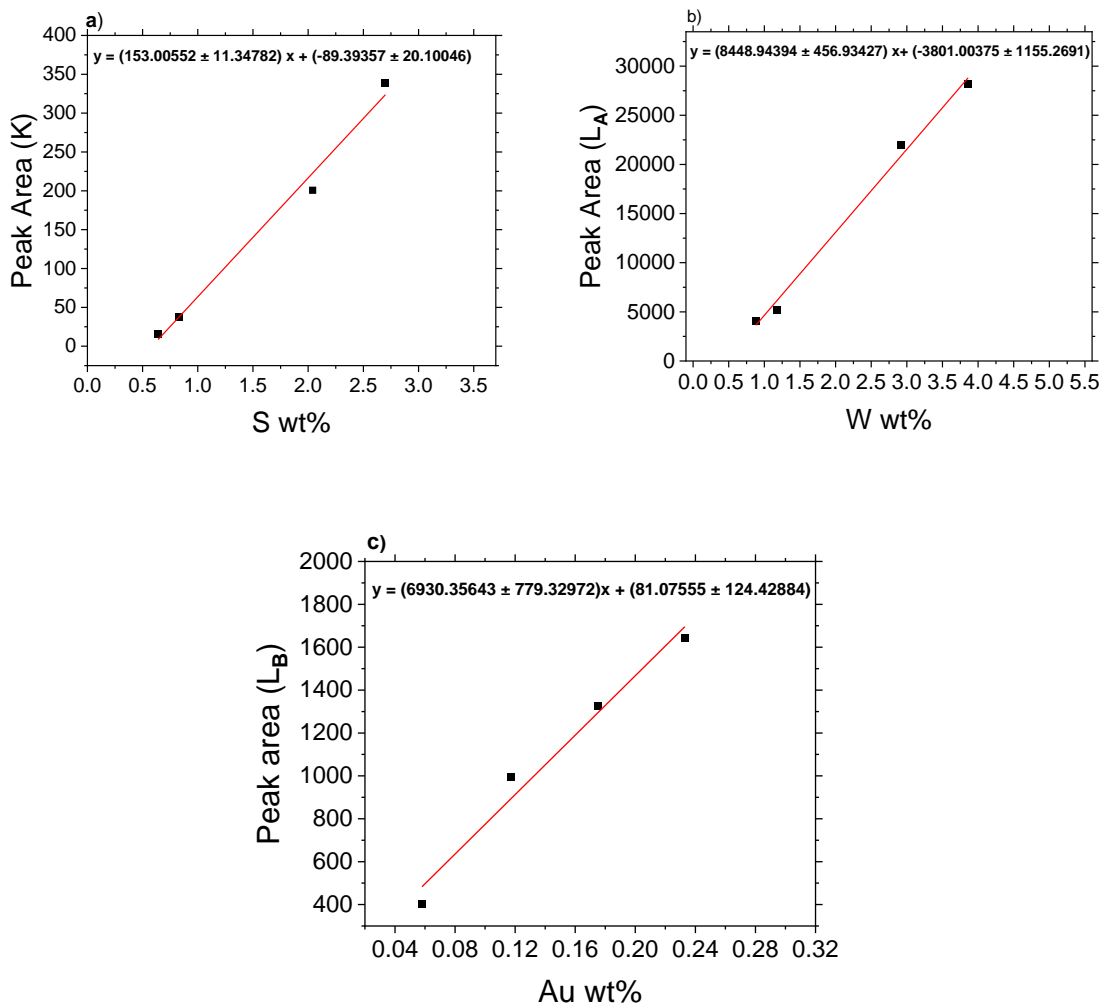 a)
y = (153.00552 ± 11.34782) x + (-89.39357 ± 20.10046)
400
350
300
250
200
150
100
50
0
Peak Area (K)
0.0 0.5 1.0 1.5 2.0 2.5 3.0 3.5
S wt%
b)
y = (8448.94394 ± 456.93427) x+ (-3801.00375 ± 1155.2691)
30000
25000
20000
15000
10000
5000
0
Peak Area (L_A)
0.0 0.5 1.0 1.5 2.0 2.5 3.0 3.5 4.0 4.5 5.0 5.5
W wt%
c)
y = (6930.35643 ± 779.32972)x + (81.07555 ± 124.42884)
2000
1800
1600
1400
1200
1000
800
600
400
Peak area (L_B)
0.04 0.08 0.12 0.16 0.20 0.24 0.28 0.32
Au wt%